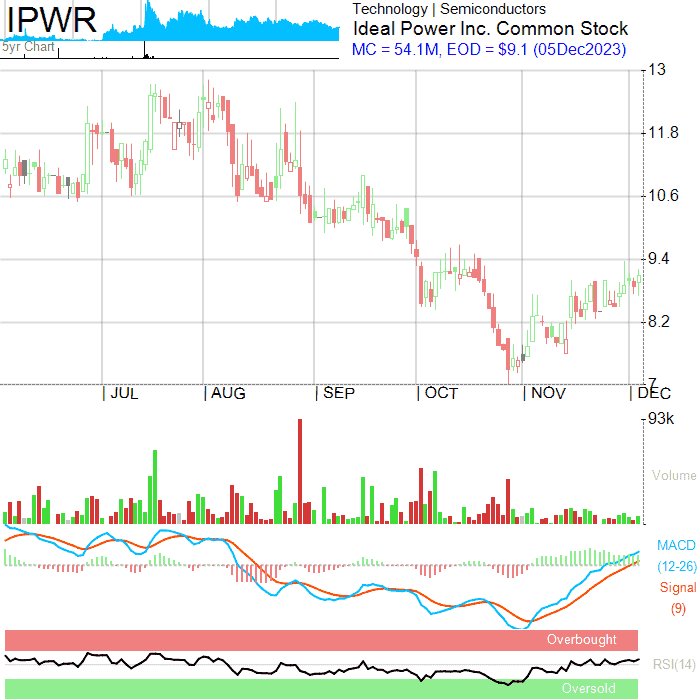 IPWR
5yr Chart
Technology | Semiconductors
Ideal Power Inc. Common Stock
MC = 54.1M, EOD = $9.1 (05Dec2023)
13
11.8
10.6
9.4
8.2
7
| JUL | AUG | SEP | OCT | NOV | DEC
93k
Volume
MACD
(12-26)
Signal
(9)
Overbought
RSI(14)
Oversold